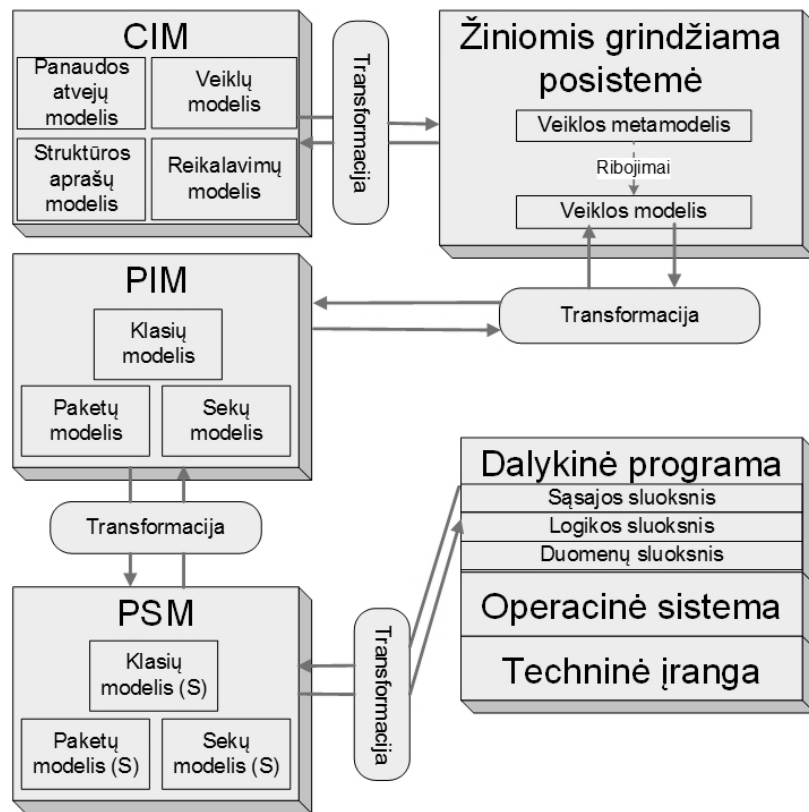 CIM
Panaudos
atvejų
modelis
Veiklų
modelis
Struktūros
aprašų
modelis
Reikalavimų
modelis
Transformacija
Žiniomis grindžiama
posistemė
Veiklos metamodelis
Ribojimai
Veiklos modelis
Transformacija
PIM
Klasių
modelis
Paketų
modelis
Sekų
modelis
Transformacija
PSM
Klasių
modelis (S)
Paketų
modelis (S)
Sekų
modelis (S)
Transformacija
Dalykinė programa
Sąsajos sluoksnis
Logikos sluoksnis
Duomenų sluoksnis
Operacinė sistema
Techninė įranga